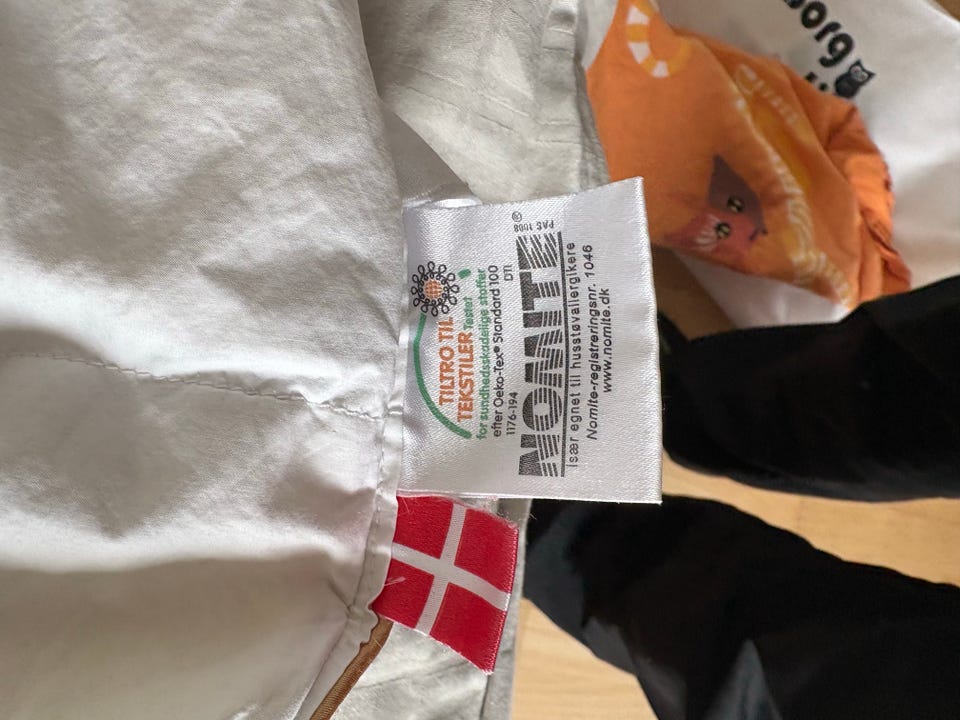 TILTRO TIL
TEKSTILER Testet
for sundhedsskadelige stoffer
efter Oeko-Tex® Standard 100
1176-194 DTI
NOMITE®
PAS 1008
Især egnet til husstøvallergikere
Nomite-registreringsnr. 1046
www.nomite.dk
borg